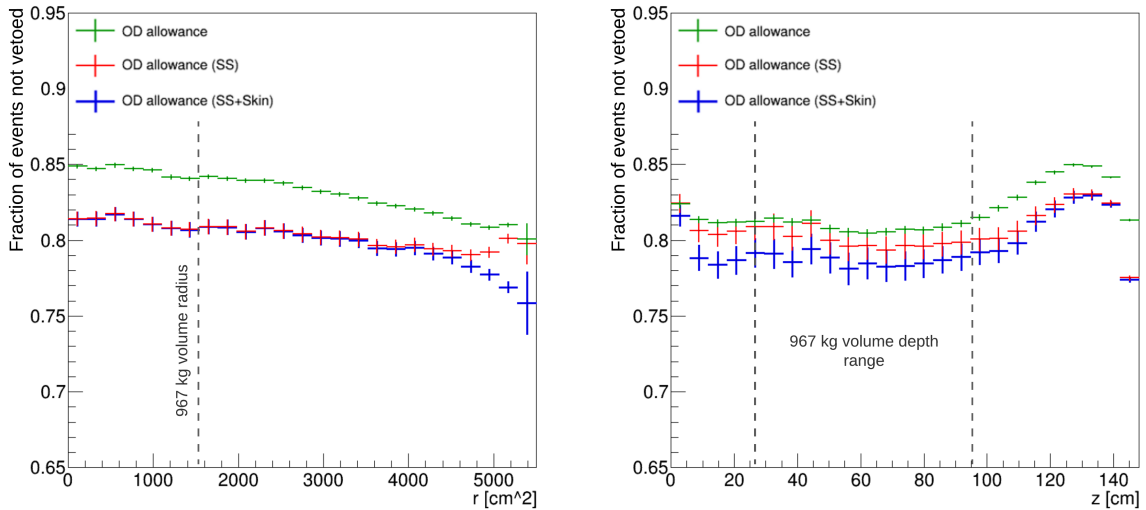 Fraction of events not vetoed
0.95
0.9
0.85
0.8
0.75
0.7
0.65
OD allowance
OD allowance (SS)
OD allowance (SS+Skin)
967 kg volume radius
0 1000 2000 3000 4000 5000
r [cm^2]
Fraction of events not vetoed
0.95
0.9
0.85
0.8
0.75
0.7
0.65
OD allowance
OD allowance (SS)
OD allowance (SS+Skin)
967 kg volume depth
range
0 20 40 60 80 100 120 140
z [cm]